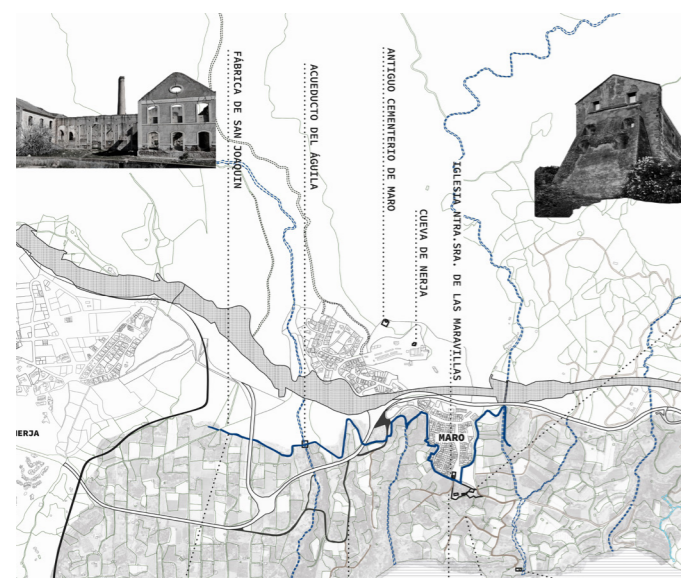 FÁBRICA DE SAN JOAQUÍN
ACUEDUCTO DEL ÁGUILA
ANTIGUO CEMENTERIO DE MARO
CUEVA DE NERJA
IGLESIA NTRA.SRA. DE LAS MARAVILLAS
MARO
NERJA